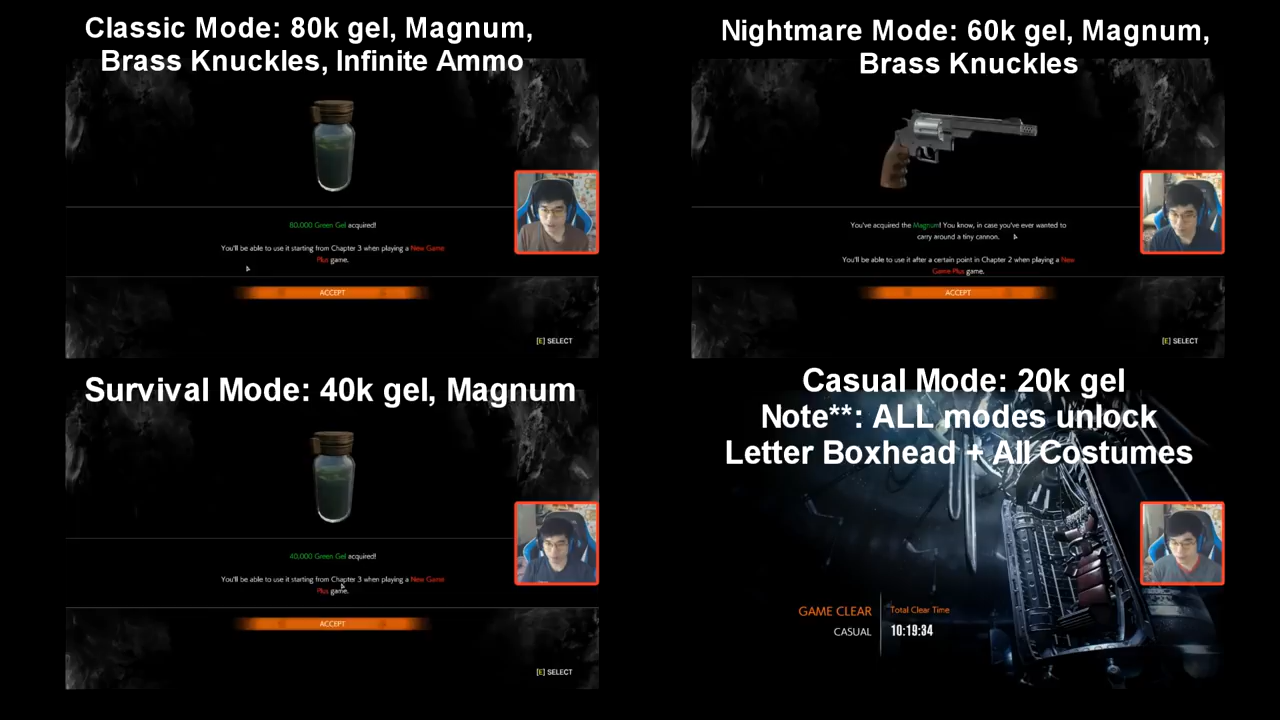 Classic Mode: 80k gel, Magnum,
Brass Knuckles, Infinite Ammo
80,000 Green Gel acquired!
You'll be able to use it starting from Chapter 3 when playing a New Game
Plus game.
ACCEPT
[E] SELECT
Nightmare Mode: 60k gel, Magnum,
Brass Knuckles
You've acquired the Magnum! You know, in case you've ever wanted to
carry around a tiny cannon.
You'll be able to use it after a certain point in Chapter 2 when playing a New
Game Plus game.
ACCEPT
[E] SELECT
Survival Mode: 40k gel, Magnum
40,000 Green Gel acquired!
You'll be able to use it starting from Chapter 3 when playing a New Game
Plus game.
ACCEPT
[E] SELECT
Casual Mode: 20k gel
Note**: ALL modes unlock
Letter Boxhead + All Costumes
GAME CLEAR
CASUAL
Total Clear Time
10:19:34